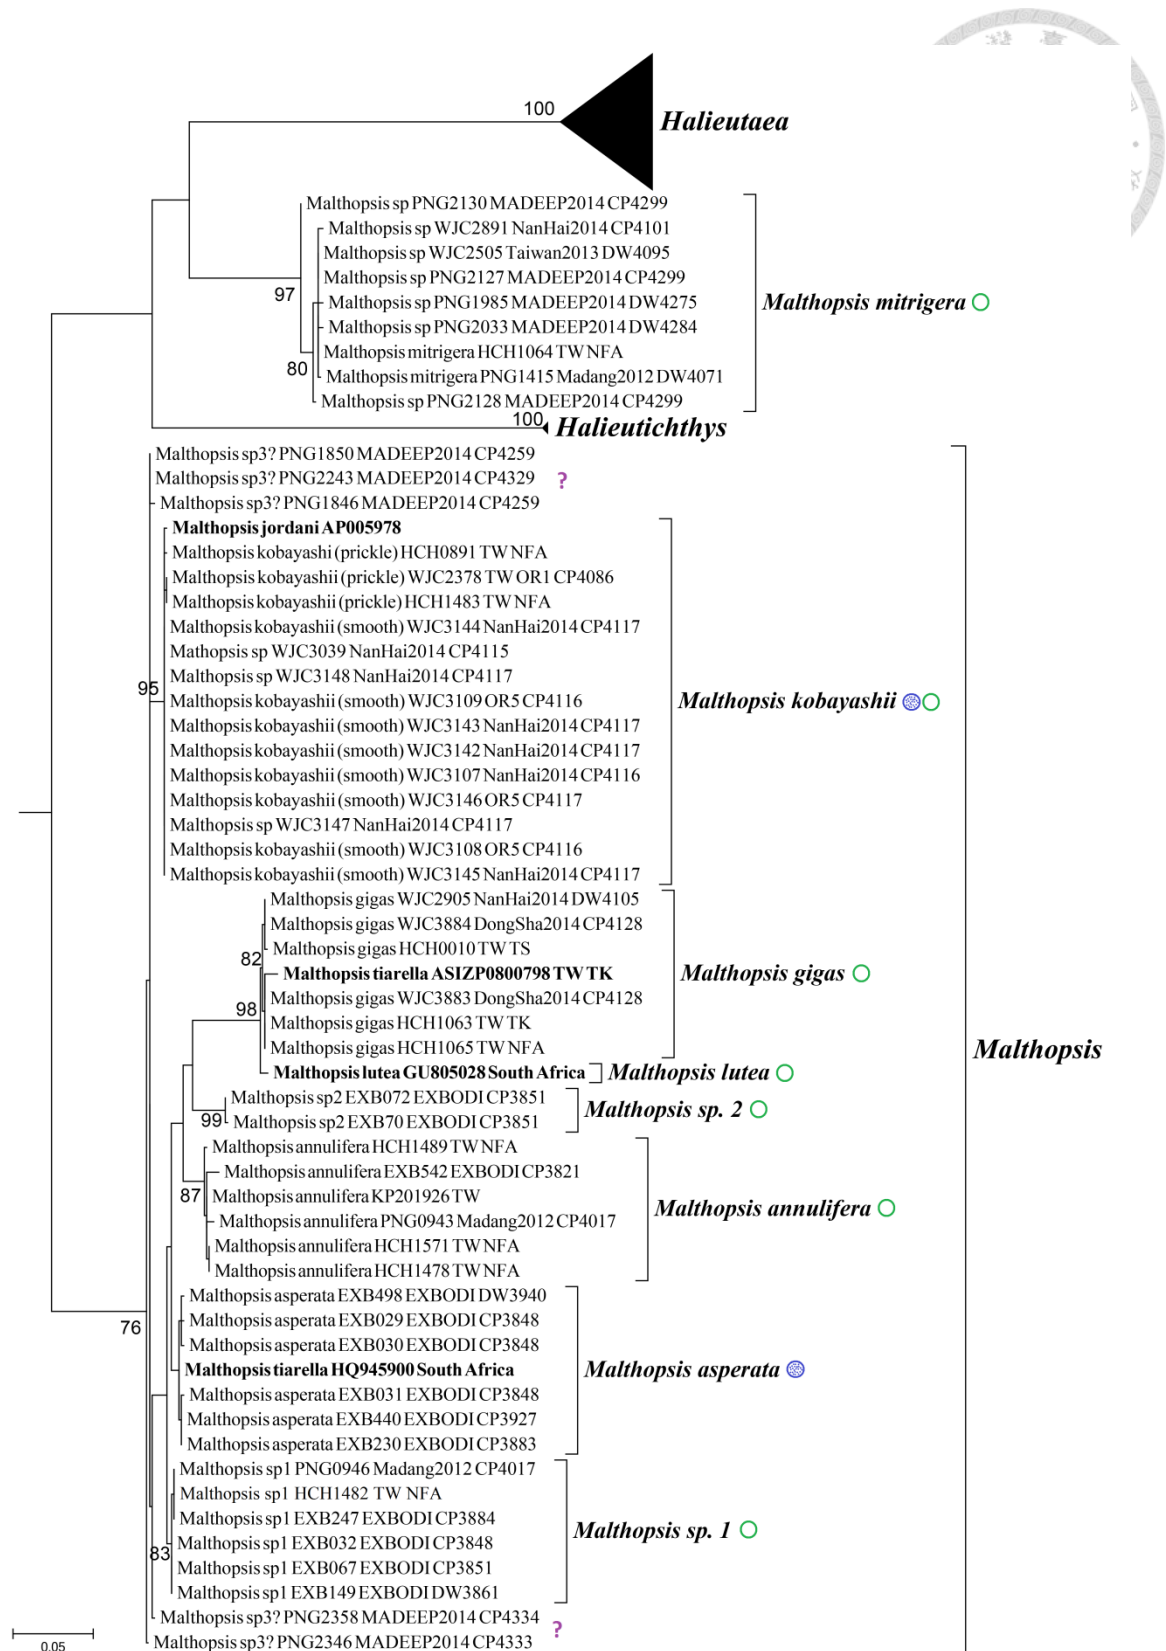 100
Halieutaea
Malthopsis sp PNG2130 MADEEP2014 CP4299
Malthopsis sp WJC2891 NanHai2014 CP4101
Malthopsis sp WJC2505 Taiwan2013 DW4095
Malthopsis sp PNG2127 MADEEP2014 CP4299
97
Malthopsis sp PNG1985 MADEEP2014 DW4275
Malthopsis mitrigera
Malthopsis sp PNG2033 MADEEP2014 DW4284
Malthopsis mitrigera HCH1064 TW NFA
80
Malthopsis mitrigera PNG1415 Madang2012 DW4071
Malthopsis sp PNG2128 MADEEP2014 CP4299
100
Halieutichthys
Malthopsis sp3? PNG1850 MADEEP2014 CP4259
Malthopsis sp3? PNG2243 MADEEP2014 CP4329
?
Malthopsis sp3? PNG1846 MADEEP2014 CP4259
Malthopsis jordani AP005978
Malthopsis kobayashi (prickle) HCH0891 TW NFA
Malthopsis kobayashii (prickle) WJC2378 TW OR1 CP4086
Malthopsis kobayashii (prickle) HCH1483 TW NFA
Malthopsis kobayashii (smooth) WJC3144 NanHai2014 CP4117
Mathopsis sp WJC3039 NanHai2014 CP4115
Malthopsis sp WJC3148 NanHai2014 CP4117
95
Malthopsis kobayashii (smooth) WJC3109 OR5 CP4116
Malthopsis kobayashii
Malthopsis kobayashii (smooth) WJC3143 NanHai2014 CP4117
Malthopsis kobayashii (smooth) WJC3142 NanHai2014 CP4117
Malthopsis kobayashii (smooth) WJC3107 NanHai2014 CP4116
Malthopsis kobayashii (smooth) WJC3146 OR5 CP4117
Malthopsis sp WJC3147 NanHai2014 CP4117
Malthopsis kobayashii (smooth) WJC3108 OR5 CP4116
Malthopsis kobayashii (smooth) WJC3145 NanHai2014 CP4117
Malthopsis gigas WJC2905 NanHai2014 DW4105
Malthopsis gigas WJC3884 DongSha2014 CP4128
Malthopsis gigas HCH0010 TW TS
82
Malthopsis tiarella ASIZP0800798 TW TK
Malthopsis gigas
Malthopsis gigas WJC3883 DongSha2014 CP4128
98
Malthopsis gigas HCH1063 TW TK
Malthopsis gigas HCH1065 TW NFA
Malthopsis
Malthopsis lutea GU805028 South Africa
Malthopsis lutea
Malthopsis sp2 EXB072 EXBODI CP3851
Malthopsis sp. 2
99
Malthopsis sp2 EXB70 EXBODI CP3851
Malthopsis annulifera HCH1489 TW NFA
Malthopsis annulifera EXB542 EXBODI CP3821
87
Malthopsis annulifera KP201926 TW
Malthopsis annulifera
Malthopsis annulifera PNG0943 Madang2012 CP4017
Malthopsis annulifera HCH1571 TW NFA
Malthopsis annulifera HCH1478 TW NFA
Malthopsis asperata EXB498 EXBODI DW3940
76
Malthopsis asperata EXB029 EXBODI CP3848
Malthopsis asperata EXB030 EXBODI CP3848
Malthopsis tiarella HQ945900 South Africa
Malthopsis asperata
Malthopsis asperata EXB031 EXBODI CP3848
Malthopsis asperata EXB440 EXBODI CP3927
Malthopsis asperata EXB230 EXBODI CP3883
Malthopsis sp1 PNG0946 Madang2012 CP4017
Malthopsis sp1 HCH1482 TW NFA
Malthopsis sp1 EXB247 EXBODI CP3884
Malthopsis sp. 1
83
Malthopsis sp1 EXB032 EXBODI CP3848
Malthopsis sp1 EXB067 EXBODI CP3851
Malthopsis sp1 EXB149 EXBODI DW3861
Malthopsis sp3? PNG2358 MADEEP2014 CP4334
?
Malthopsis sp3? PNG2346 MADEEP2014 CP4333
0.05